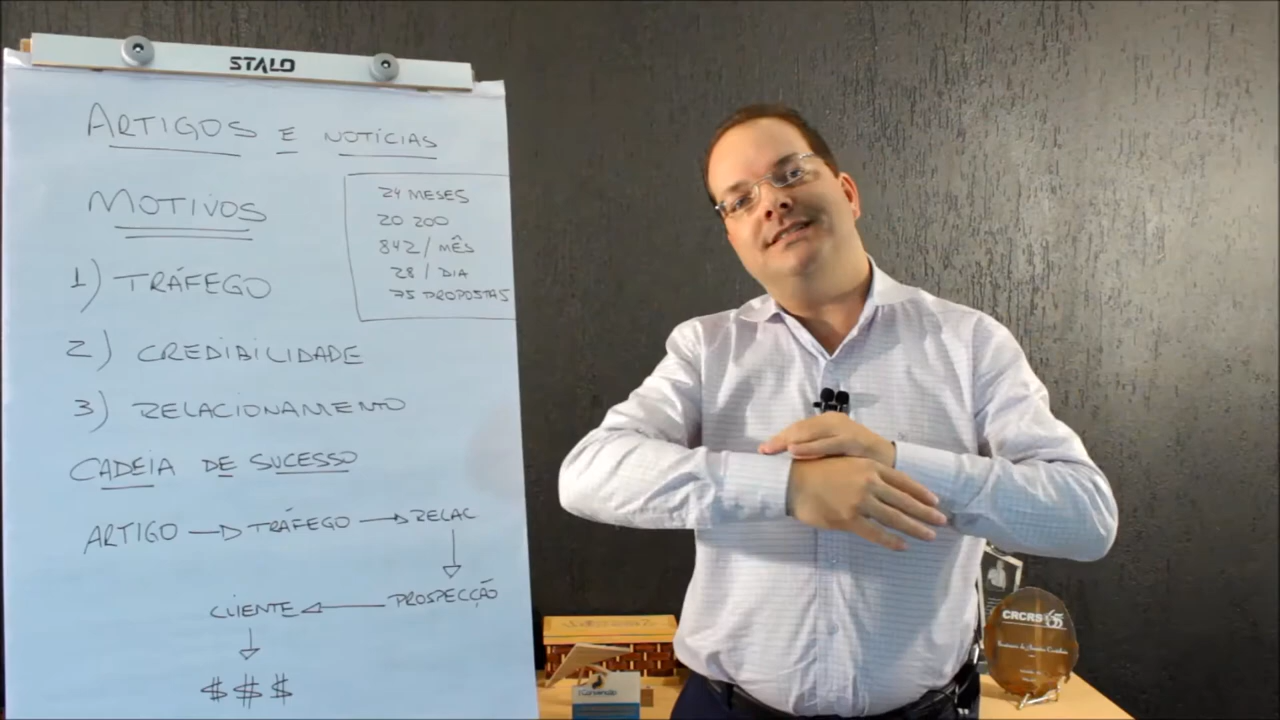 STALO
ARTIGOS E NOTÍCIAS
MOTIVOS
24 MESES
20 200
842 / MÊS
28 / DIA
75 PROPOSTAS
1) TRÁFEGO
2) CREDIBILIDADE
3) RELACIONAMENTO
CADEIA DE SUCESSO
ARTIGO → TRÁFEGO → RELAC
CLIENTE ← PROSPECÇÃO
$ $ $
CRCRS 65